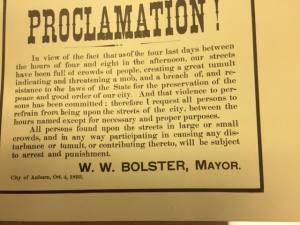 PROCLAMATION!
In view of the fact that as of the four last days between
the hours of four and eight in the afternoon, our streets
have been full of crowds of people, creating a great tumult
indicating and threatening a mob, and a breach of, and re-
sistance to the laws of the State for the preservation of the
peace and good order of our city. And that violence to per-
sons has been committed; therefore I request all persons to
refrain from being upon the streets of the city, between the
hours named except for necessary and proper purposes.
All persons found upon the streets in large or small
crowds, and in any way participating in causing any dis-
turbance or tumult, or contributing thereto, will be subject
to arrest and punishment.
W. W. BOLSTER, MAYOR.
City of Auburn, Oct. 4,